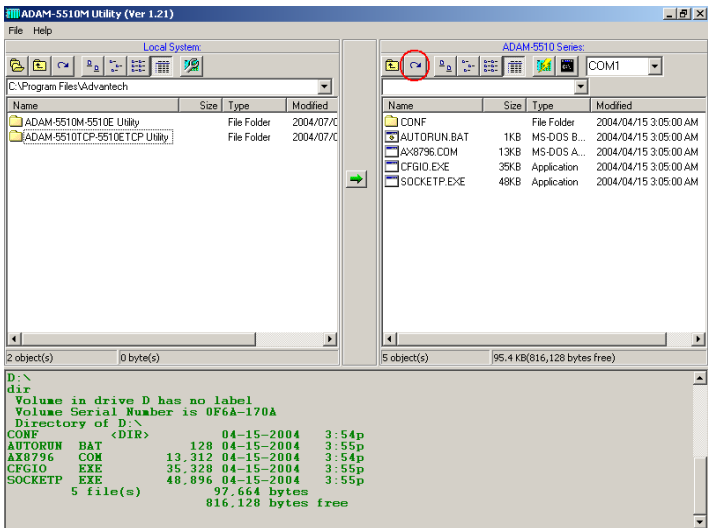 ADAM-5510M Utility (Ver 1.21)
File Help
Local System:
ADAM-5510 Series:
COM1
C:\Program Files\Advantech
Name Size Type Modified
ADAM-5510M-5510E Utility File Folder 2004/07/0
ADAM-5510TCP-5510ETCP Utility File Folder 2004/07/0
Name Size Type Modified
CONF File Folder 2004/04/15 3:05:00 AM
AUTORUN.BAT 1KB MS-DOS B... 2004/04/15 3:05:00 AM
AX8796.COM 13KB MS-DOS A... 2004/04/15 3:05:00 AM
CFGIO.EXE 35KB Application 2004/04/15 3:05:00 AM
SOCKETP.EXE 48KB Application 2004/04/15 3:05:00 AM
2 object(s) 0 byte(s)
5 object(s) 95.4 KB(816,128 bytes free)
D:\
dir
Volume in drive D has no label
Volume Serial Number is 0F6A-170A
Directory of D:\
CONF <DIR> 04-15-2004 3:54p
AUTORUN BAT 128 04-15-2004 3:55p
AX8796 COM 13,312 04-15-2004 3:54p
CFGIO EXE 35,328 04-15-2004 3:55p
SOCKETP EXE 48,896 04-15-2004 3:55p
5 file(s) 97,664 bytes
816,128 bytes free